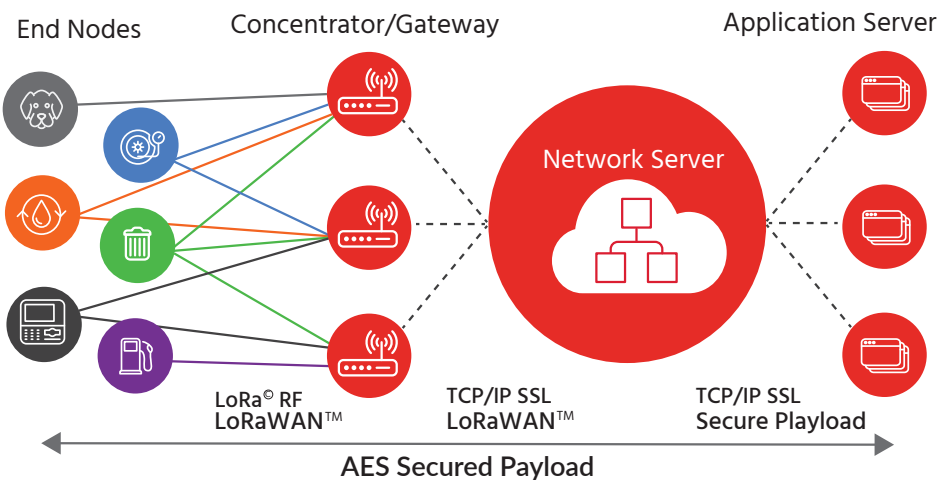 End Nodes
Concentrator/Gateway
Application Server
Network Server
LoRa© RF
LoRaWAN™
TCP/IP SSL
LoRaWAN™
TCP/IP SSL
Secure Playload
AES Secured Payload